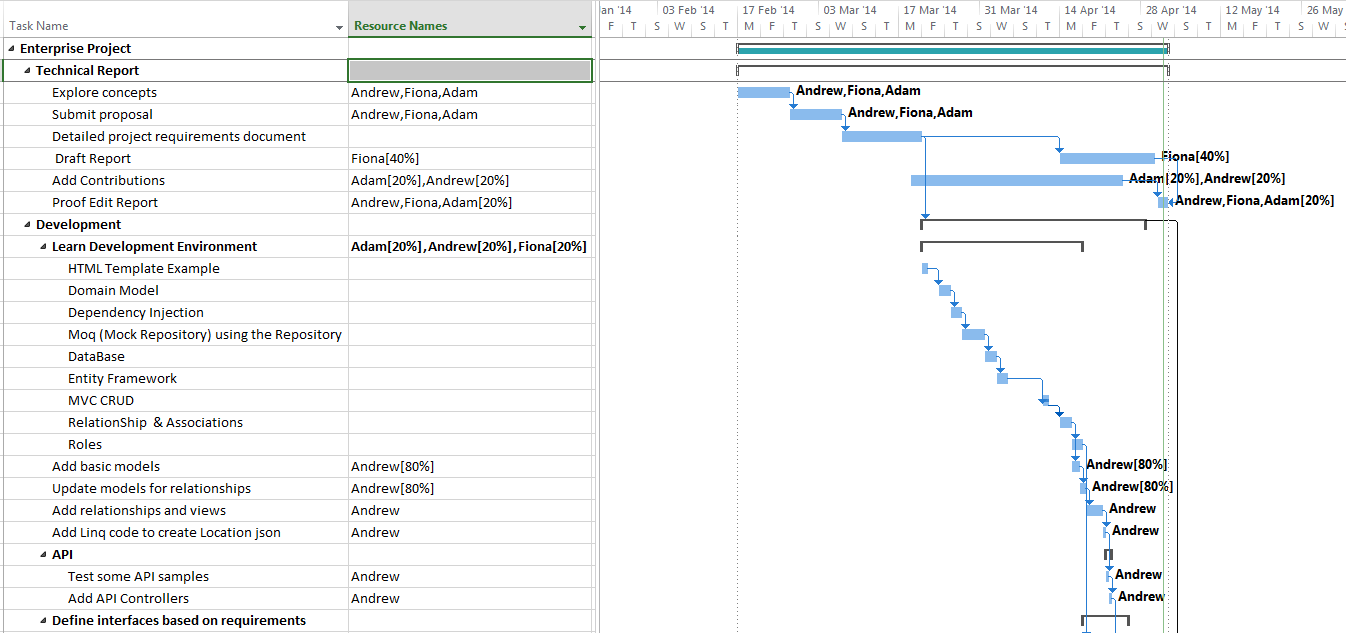 an '14 03 Feb '14 17 Feb '14 03 Mar '14 17 Mar '14 31 Mar '14 14 Apr '14 28 Apr '14 12 May '14 26 May
Task Name Resource Names F T S W S T M F T S W S T M F T S W S T M F T S W S T M F T S W
Enterprise Project
Technical Report
Explore concepts Andrew,Fiona,Adam Andrew,Fiona,Adam
Submit proposal Andrew,Fiona,Adam Andrew,Fiona,Adam
Detailed project requirements document
Draft Report Fiona[40%] Fiona[40%]
Add Contributions Adam[20%],Andrew[20%] Adam[20%],Andrew[20%]
Proof Edit Report Andrew,Fiona,Adam[20%] Andrew,Fiona,Adam[20%]
Development
Learn Development Environment Adam[20%],Andrew[20%],Fiona[20%]
HTML Template Example
Domain Model
Dependency Injection
Moq (Mock Repository) using the Repository
DataBase
Entity Framework
MVC CRUD
RelationShip & Associations
Roles
Add basic models Andrew[80%] Andrew[80%]
Update models for relationships Andrew[80%] Andrew[80%]
Add relationships and views Andrew Andrew
Add Linq code to create Location json Andrew Andrew
API
Test some API samples Andrew Andrew
Add API Controllers Andrew Andrew
Define interfaces based on requirements